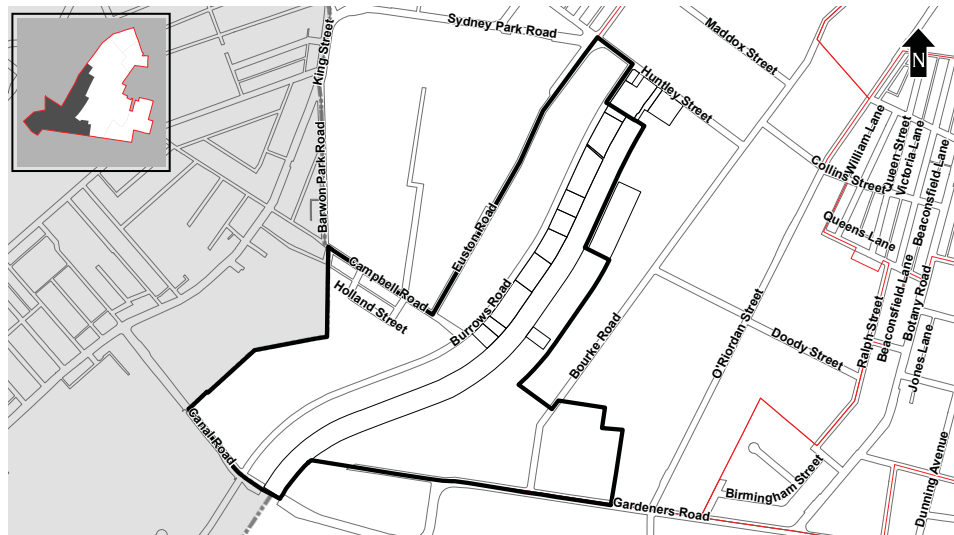 Sydney Park Road
Maddox Street
King Street
N
Huntley Street
William Lane
Queen Street
Victoria Lane
Collins Street
Beaconsfield Lane
Barwon Park Road
Euston Road
Queens Lane
Campbell Road
Holland Street
Burrows Road
Bourke Road
O'Riordan Street
Doody Street
Ralph Street
Beaconsfield Lane
Botany Road
Jones Lane
Canal Road
Birmingham Street
Gardeners Road
Dunning Avenue